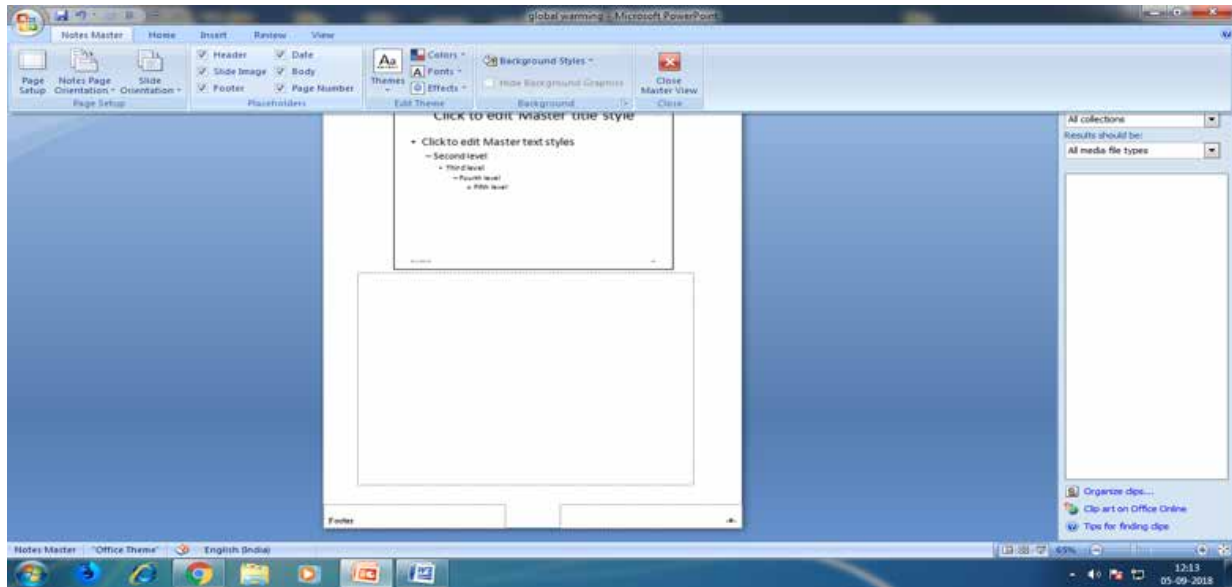 global warming - Microsoft PowerPoint
Notes Master Home Insert Review View
Page Setup
Notes Page Orientation
Slide Orientation
Page Setup
Header Date
Slide Image Body
Footer Page Number
Placeholders
Aa Themes
Colors
A Fonts
Effects
Edit Theme
Background Styles
Hide Background Graphics
Background
Close Master View
Close
Click to edit Master title style
• Click to edit Master text styles
– Second level
• Third level
– Fourth level
» Fifth level
Footer
All collections
Results should be:
All media file types
Organize clips...
Clip art on Office Online
Tips for finding clips
Notes Master "Office Theme" English (India) 65%
12:13
05-09-2018